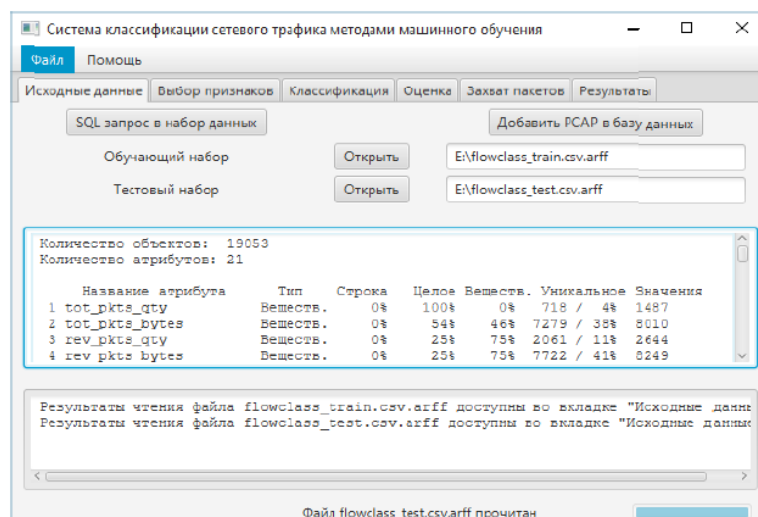 Система классификации сетевого трафика методами машинного обучения
Файл Помощь
Исходные данные Выбор признаков Классификация Оценка Захват пакетов Результаты
SQL запрос в набор данных Добавить PCAP в базу данных
Обучающий набор Открыть E:\flowclass_train.csv.arff
Тестовый набор Открыть E:\flowclass_test.csv.arff
Количество объектов: 19053
Количество атрибутов: 21
Название атрибута Тип Строка Целое Веществ. Уникальное Значения
1 tot_pkts_qty Веществ. 0% 100% 0% 718 / 4% 1487
2 tot_pkts_bytes Веществ. 0% 54% 46% 7279 / 38% 8010
3 rev_pkts_qty Веществ. 0% 25% 75% 2061 / 11% 2644
4 rev_pkts_bytes Веществ. 0% 25% 75% 7722 / 41% 8249
Результаты чтения файла flowclass_train.csv.arff доступны во вкладке "Исходные данн
Результаты чтения файла flowclass_test.csv.arff доступны во вкладке "Исходные данные
Файл flowclass_test.csv.arff прочитан